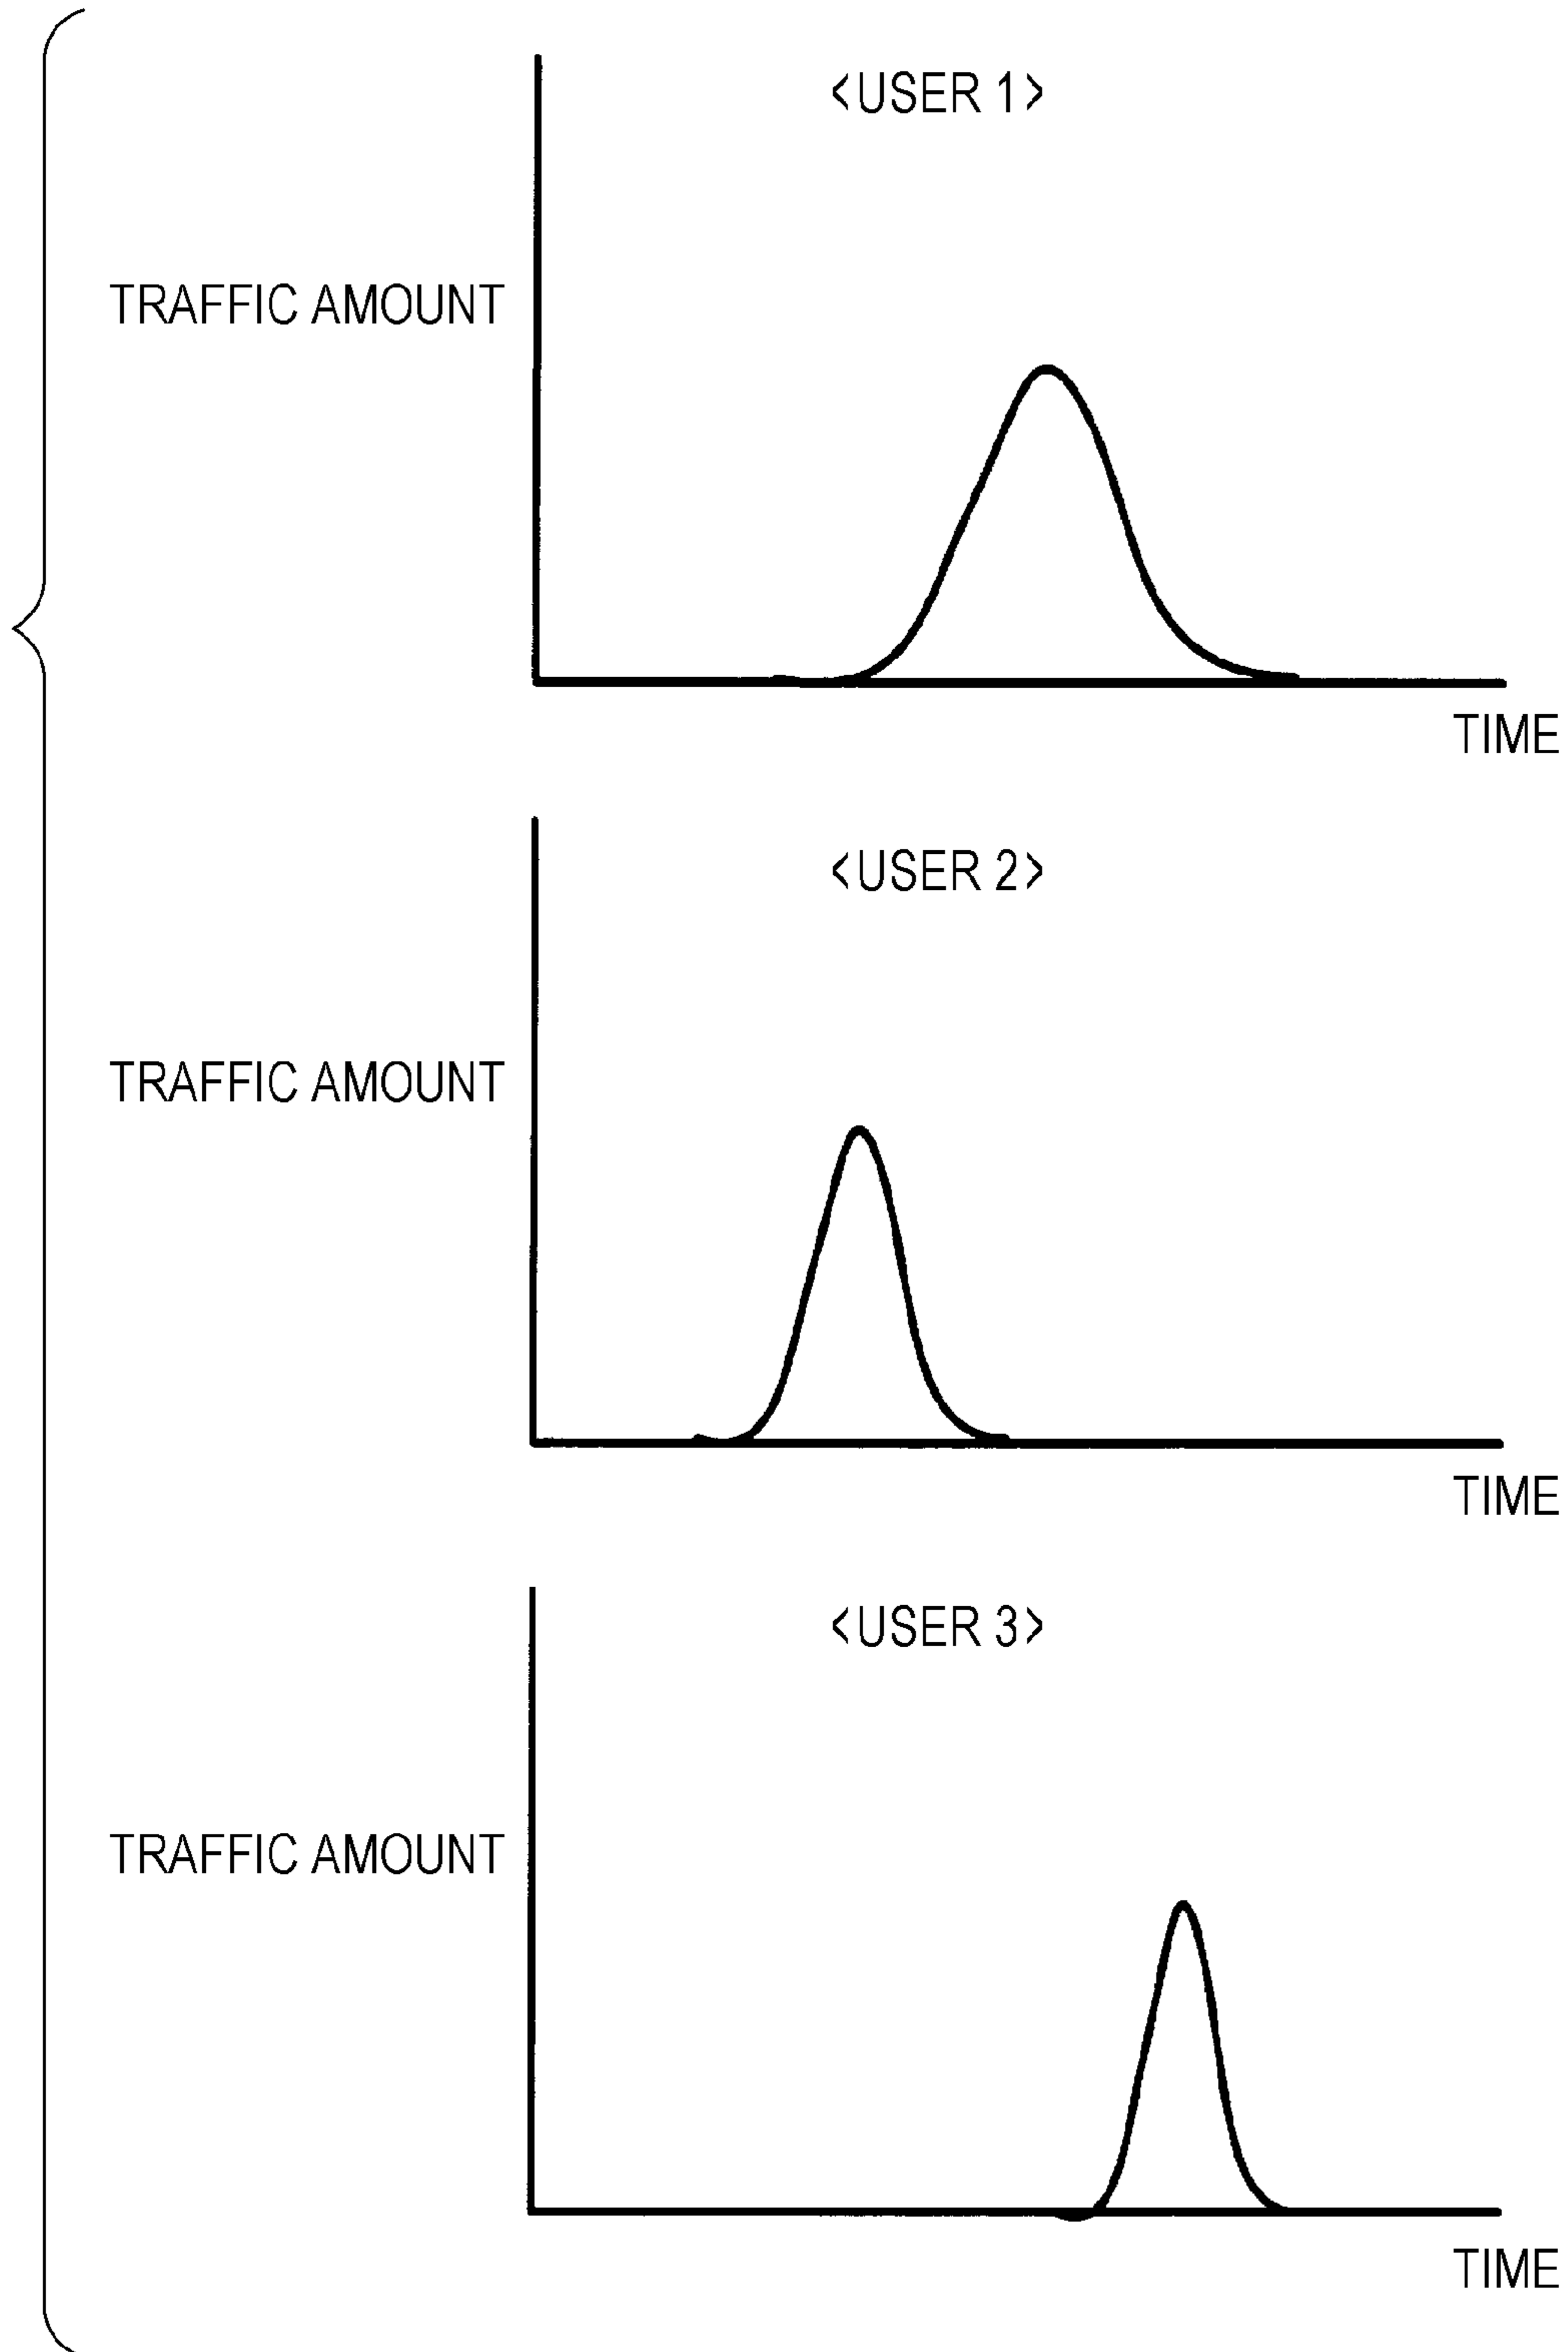 <USER 1>
TRAFFIC AMOUNT
TIME
<USER 2>
TRAFFIC AMOUNT
TIME
<USER 3>
TRAFFIC AMOUNT
TIME